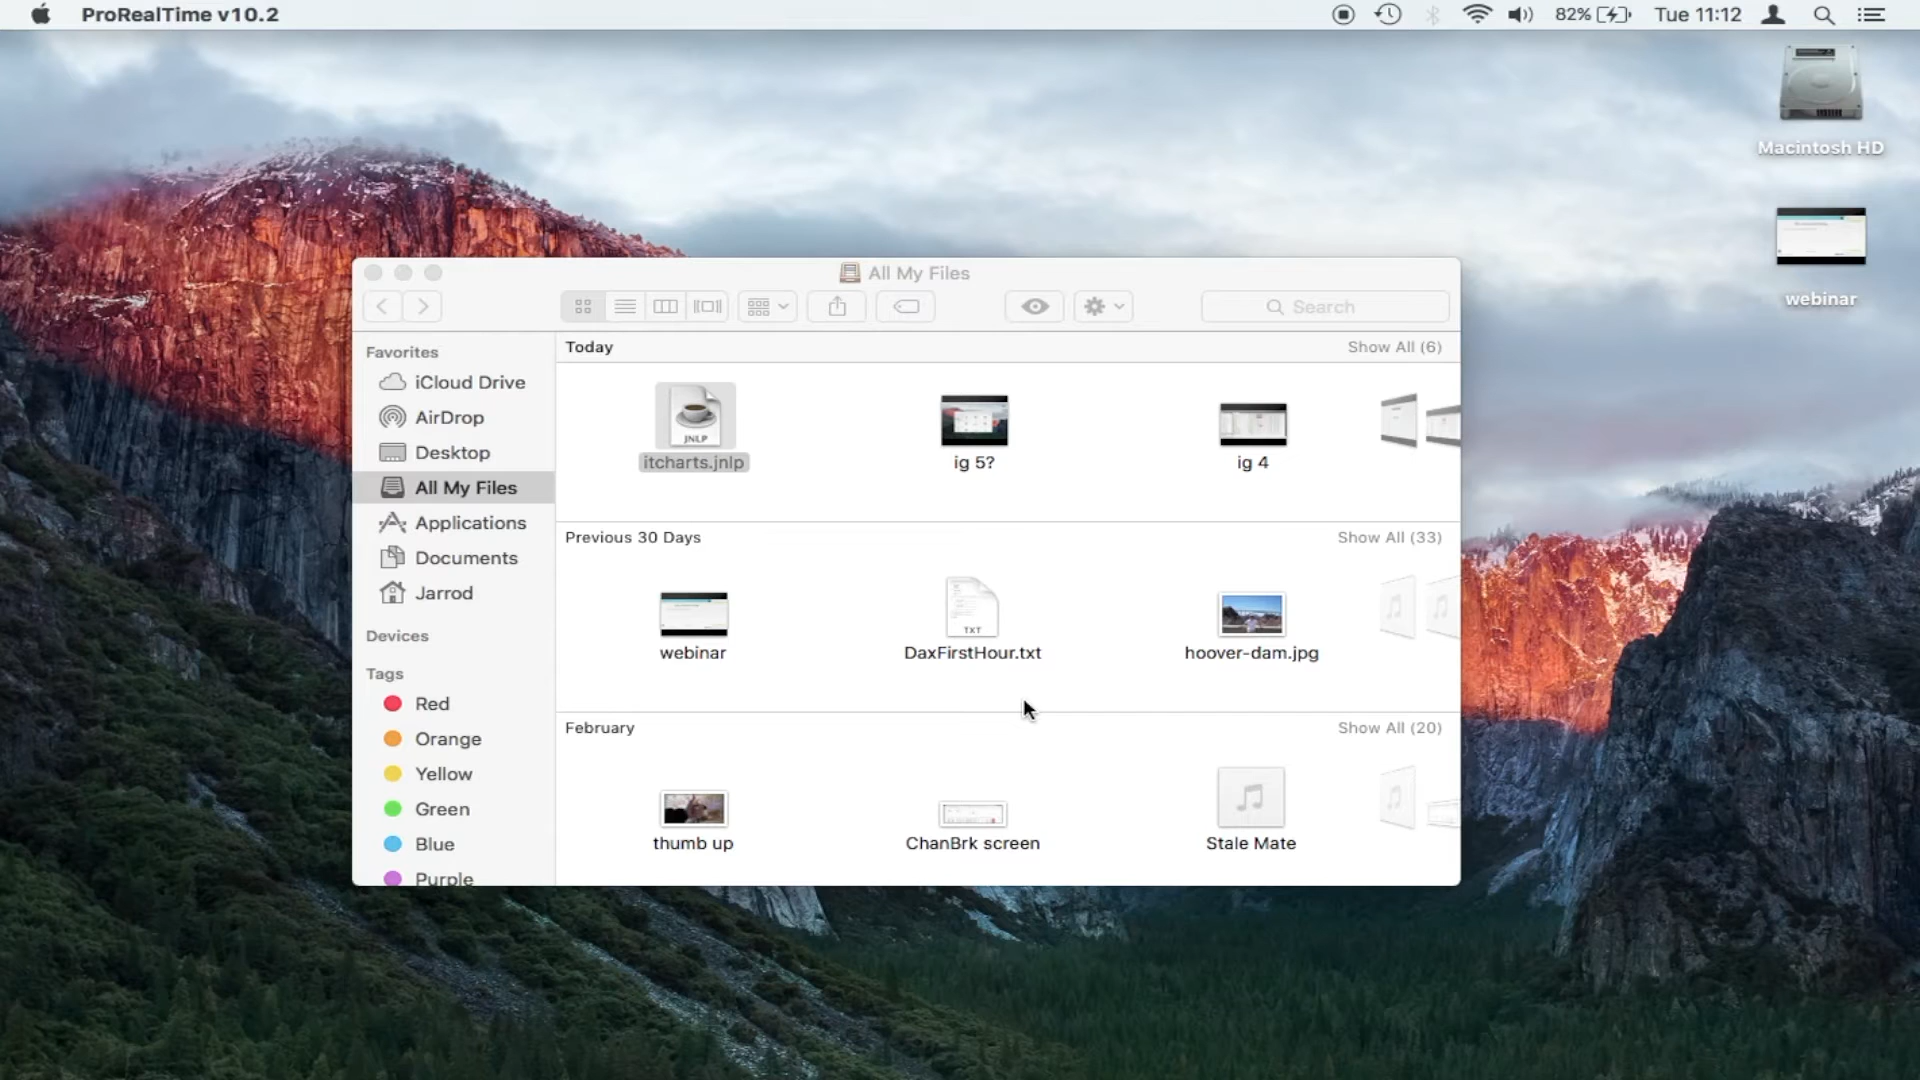 ProRealTime v10.2
82%
Tue 11:12
Macintosh HD
webinar
All My Files
Search
Favorites
iCloud Drive
AirDrop
Desktop
All My Files
Applications
Documents
Jarrod
Devices
Tags
Red
Orange
Yellow
Green
Blue
Purple
Today
Show All (6)
JNLP
itcharts.jnlp
ig 5?
ig 4
Previous 30 Days
Show All (33)
TXT
webinar
DaxFirstHour.txt
hoover-dam.jpg
February
Show All (20)
thumb up
ChanBrk screen
Stale Mate